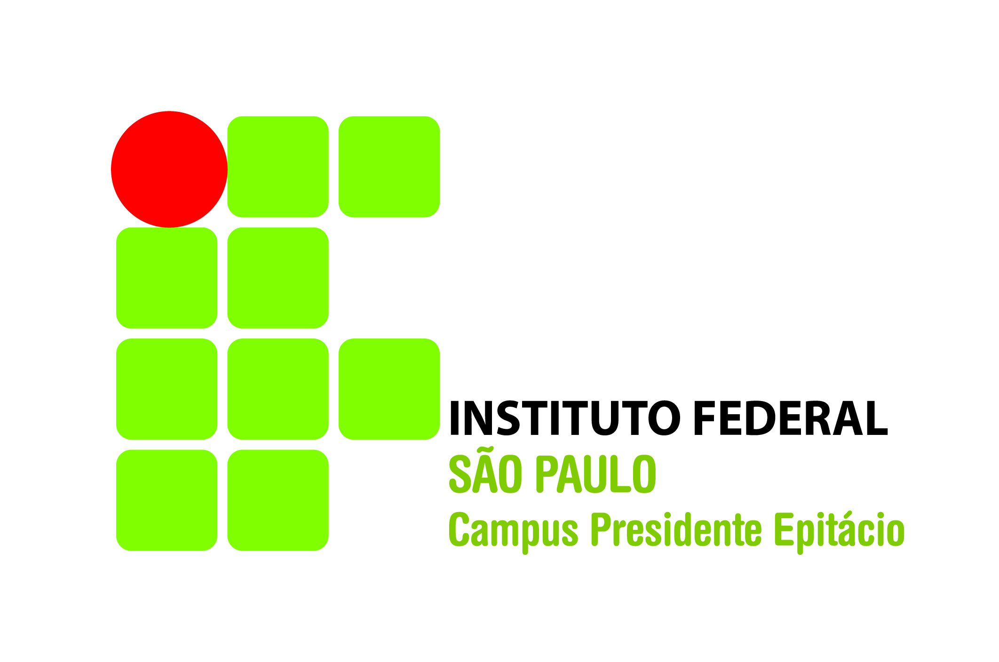 INSTITUTO FEDERAL
SÃO PAULO
Campus Presidente Epitácio